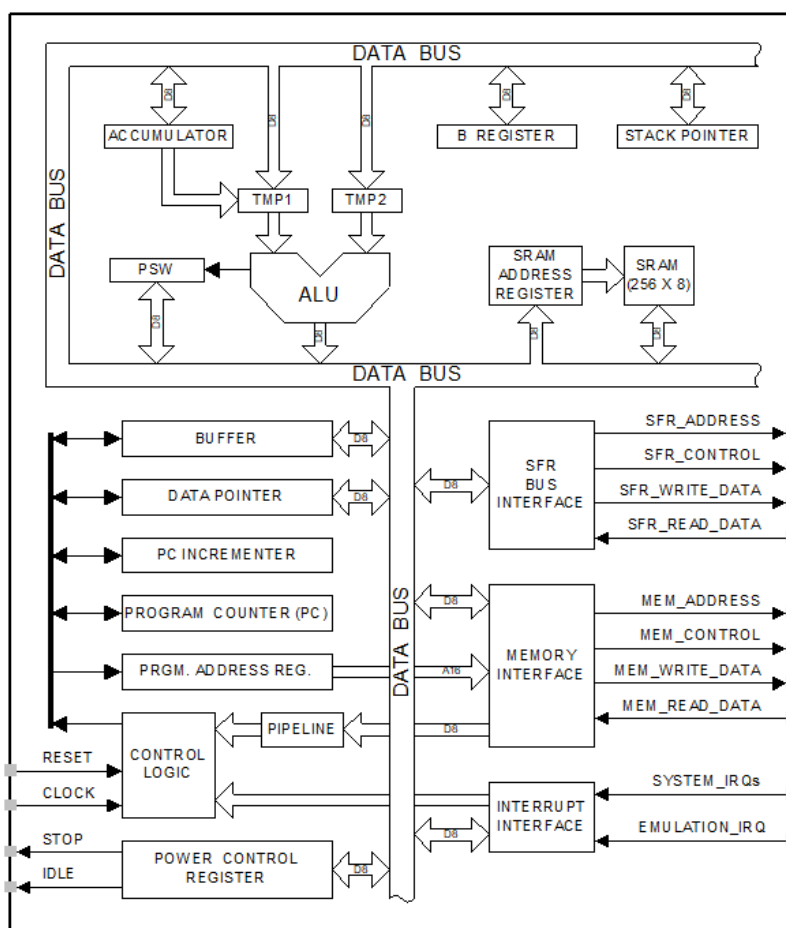 DATA BUS
D8
D8
D8
D8
D8
ACCUMULATOR
B REGISTER
STACK POINTER
DATA BUS
TMP1
TMP2
PSW
ALU
SRAM
ADDRESS
REGISTER
SRAM
(256 X 8)
D8
D8
D8
D8
DATA BUS
BUFFER
D8
DATA POINTER
D8
PC INCREMENTER
PROGRAM COUNTER (PC)
PRGM. ADDRESS REG.
A16
PIPELINE
D8
CONTROL
LOGIC
RESET
CLOCK
STOP
IDLE
POWER CONTROL
REGISTER
D8
DATA BUS
D8
SFR
BUS
INTERFACE
SFR_ADDRESS
SFR_CONTROL
SFR_WRITE_DATA
SFR_READ_DATA
D8
MEMORY
INTERFACE
MEM_ADDRESS
MEM_CONTROL
MEM_WRITE_DATA
MEM_READ_DATA
D8
INTERRUPT
INTERFACE
SYSTEM_IRQs
EMULATION_IRQ